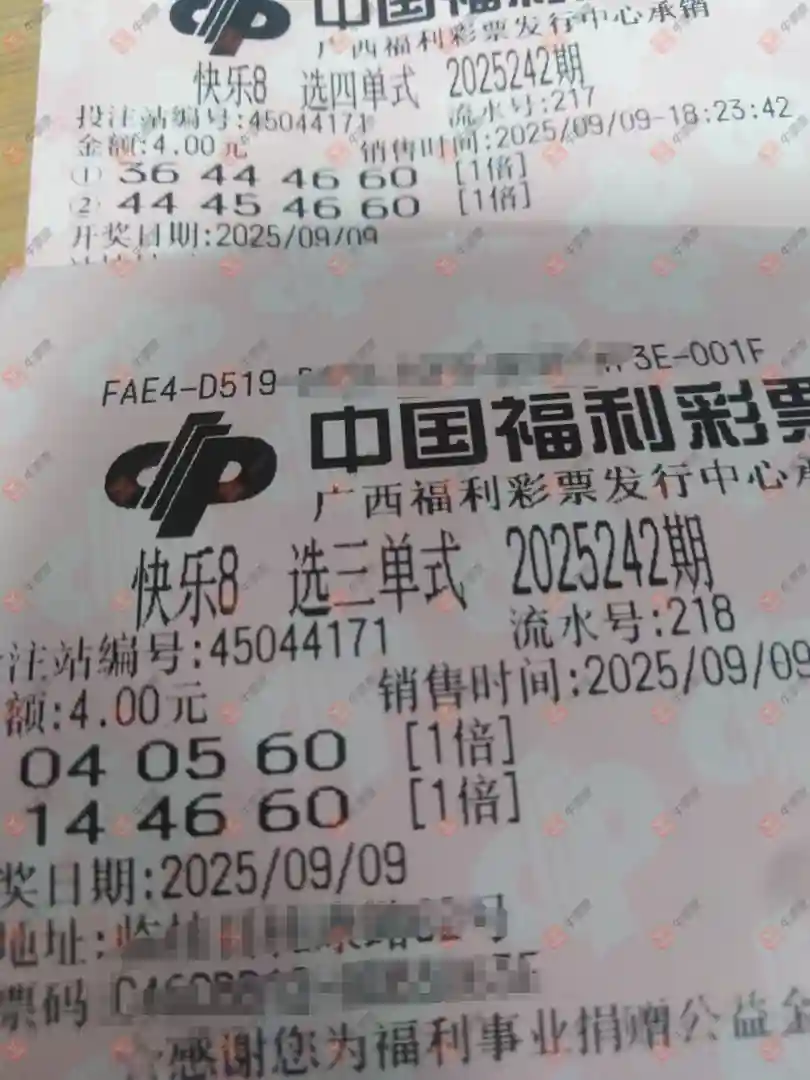 中国福利
广西福利彩票发行中心承销
快乐8 选四单式 2025242期
投注站编号:45044171 流水号:217
金额:4.00元 销售时间:2025/09/09-18:23:42
① 36 44 46 60 [1倍]
② 44 45 46 60 [1倍]
开奖日期:2025/09/09
FAE4-D519 3E-001F
中国福利彩票
广西福利彩票发行中心承
快乐8 选三单式 2025242期
注站编号:45044171 流水号:218
额:4.00元 销售时间:2025/09/09
04 05 60 [1倍]
14 46 60 [1倍]
奖日期:2025/09/09
地址: 号
票码
感谢您为福利事业捐赠公益金